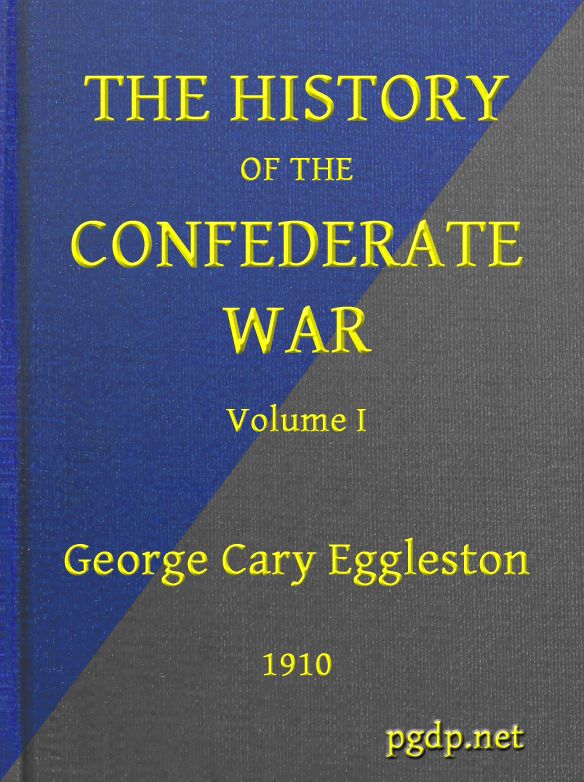 THE HISTORY
OF THE
CONFEDERATE
WAR
Volume I
George Cary Eggleston
1910
pgdp.net